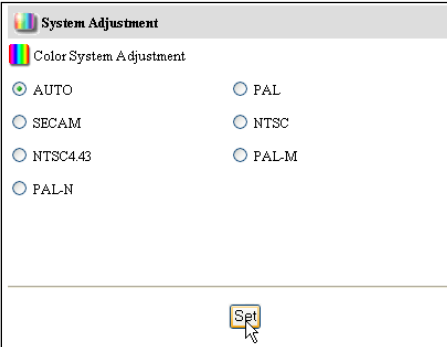 System Adjustment
Color System Adjustment
AUTO PAL
SECAM NTSC
NTSC4.43 PAL-M
PAL-N
Set